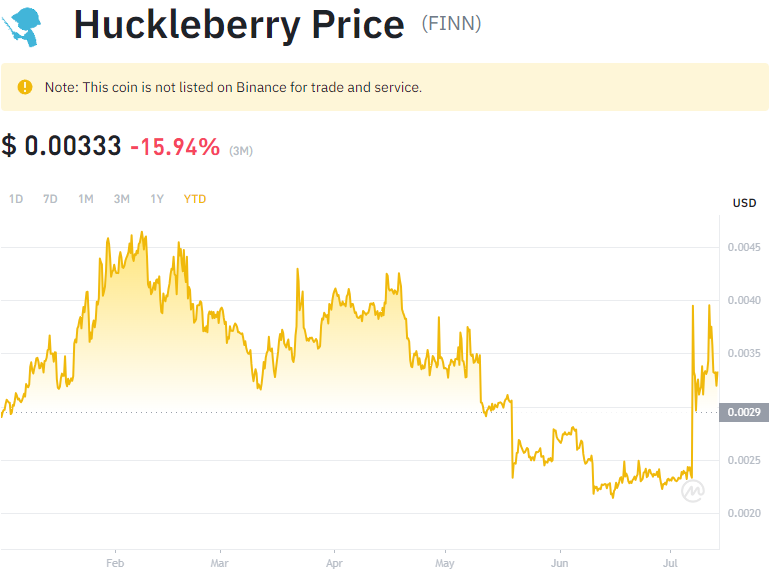 Huckleberry Price (FINN)
Note: This coin is not listed on Binance for trade and service.
$ 0.00333 -15.94% (3M)
1D 7D 1M 3M 1Y YTD
USD
0.0045
0.0040
0.0035
0.0029
0.0025
0.0020
Feb Mar Apr May Jun Jul